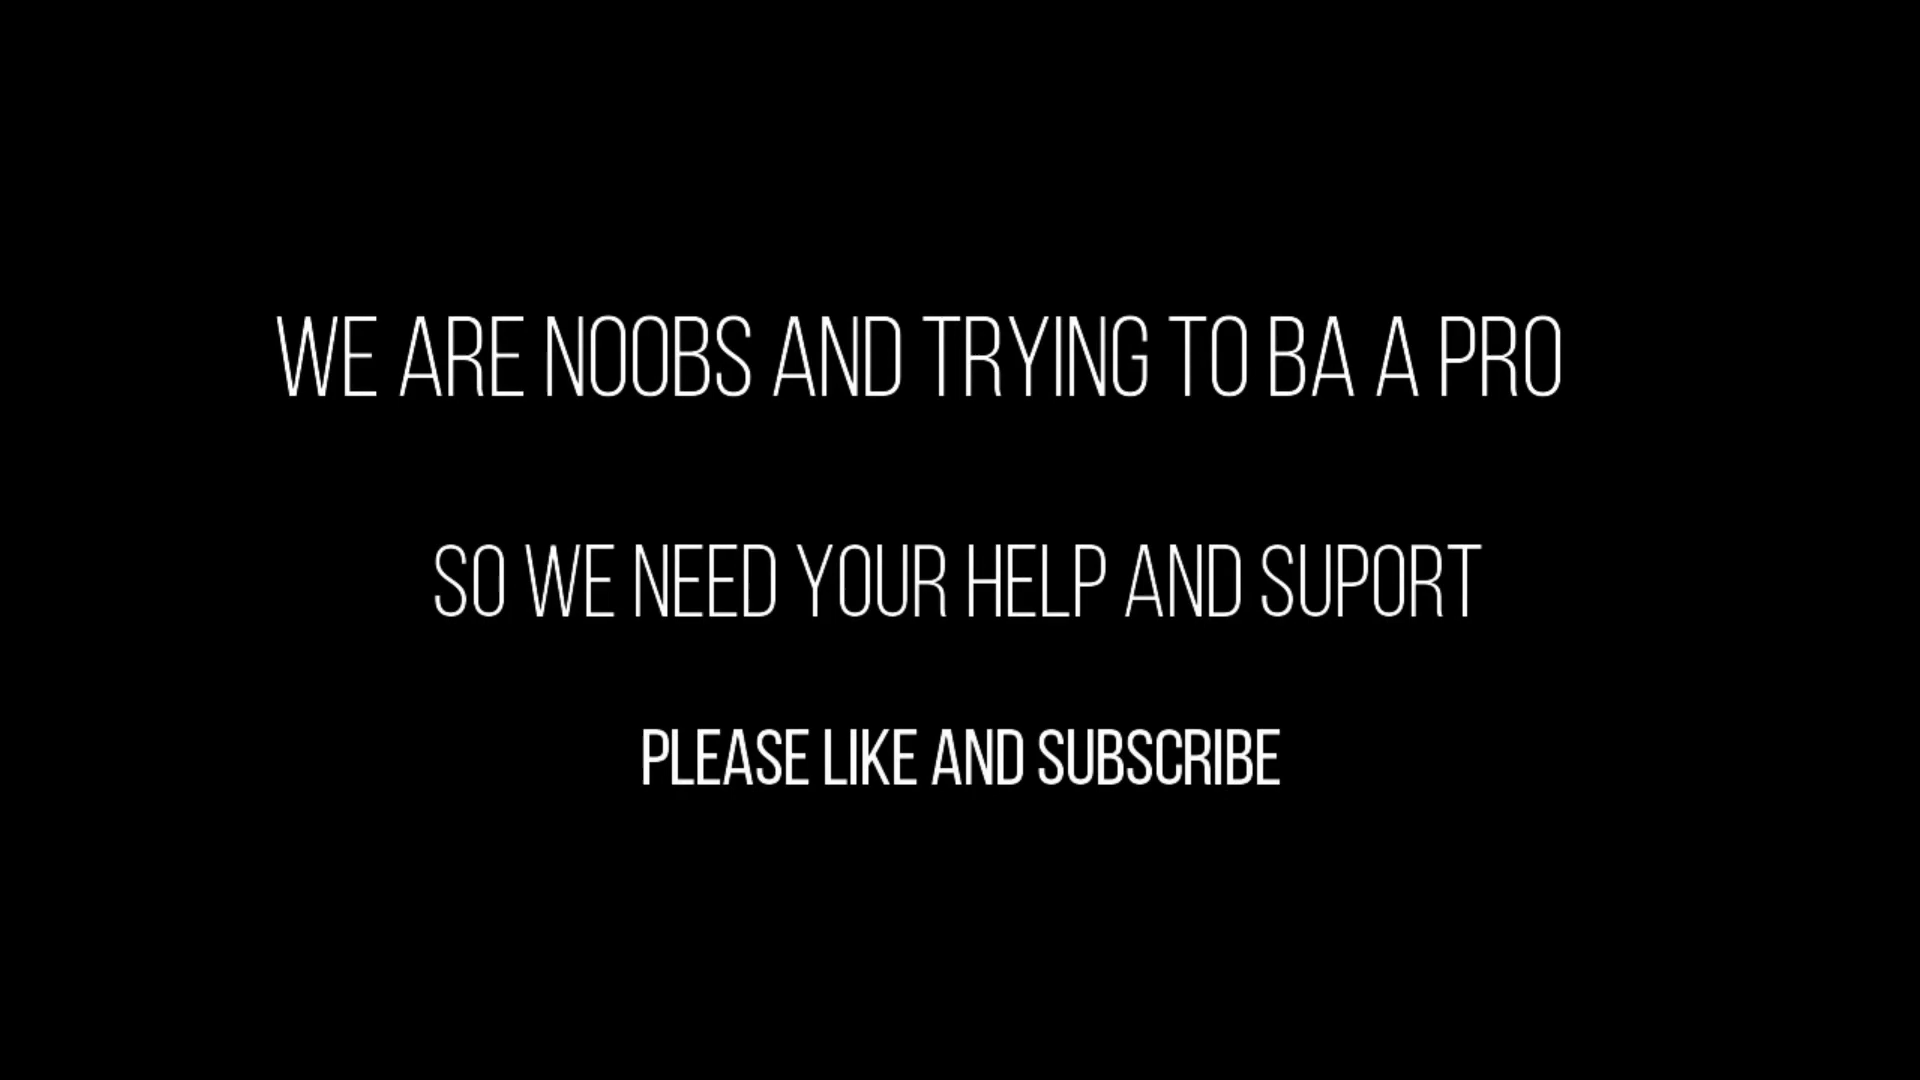 WE ARE NOOBS AND TRYING TO BA A PRO
SO WE NEED YOUR HELP AND SUPORT
PLEASE LIKE AND SUBSCRIBE